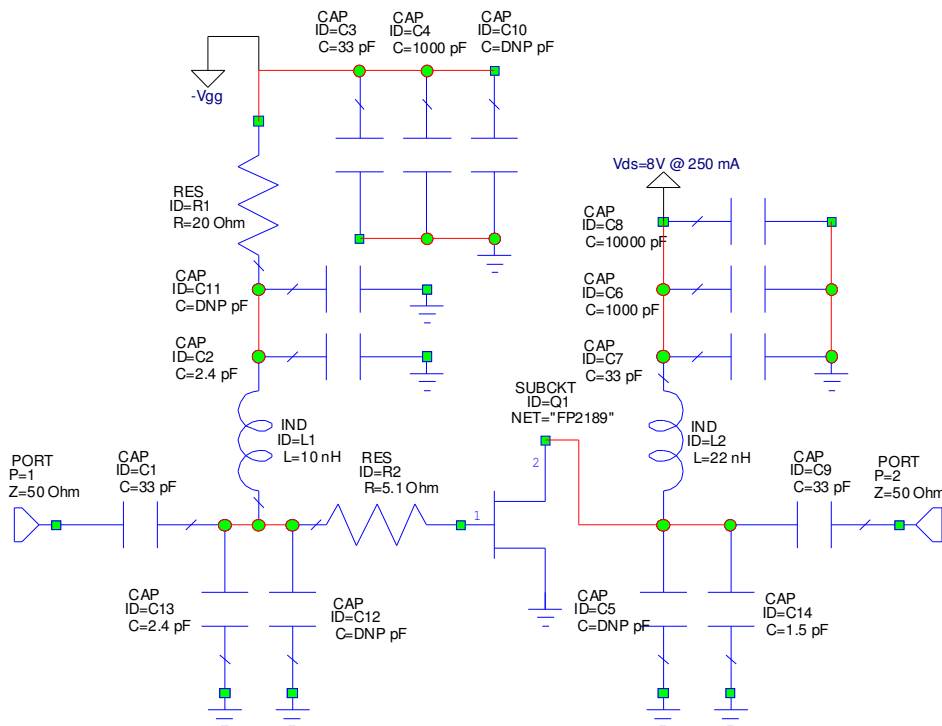 CAP
ID=C3
C=33 pF
CAP
ID=C4
C=1000 pF
CAP
ID=C10
C=DNP pF
-Vgg
RES
ID=R1
R=20 Ohm
Vds=8V @ 250 mA
CAP
ID=C8
C=10000 pF
CAP
ID=C11
C=DNP pF
CAP
ID=C6
C=1000 pF
CAP
ID=C2
C=2.4 pF
CAP
ID=C7
C=33 pF
SUBCKT
ID=Q1
NET="FP2189"
IND
ID=L1
L=10 nH
IND
ID=L2
L=22 nH
PORT
P=1
Z=50 Ohm
CAP
ID=C1
C=33 pF
RES
ID=R2
R=5.1 Ohm
2
1
CAP
ID=C9
C=33 pF
PORT
P=2
Z=50 Ohm
CAP
ID=C13
C=2.4 pF
CAP
ID=C12
C=DNP pF
CAP
ID=C5
C=DNP pF
CAP
ID=C14
C=1.5 pF